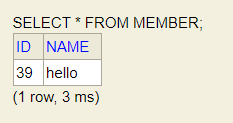 SELECT * FROM MEMBER;
ID NAME
39 hello
(1 row, 3 ms)